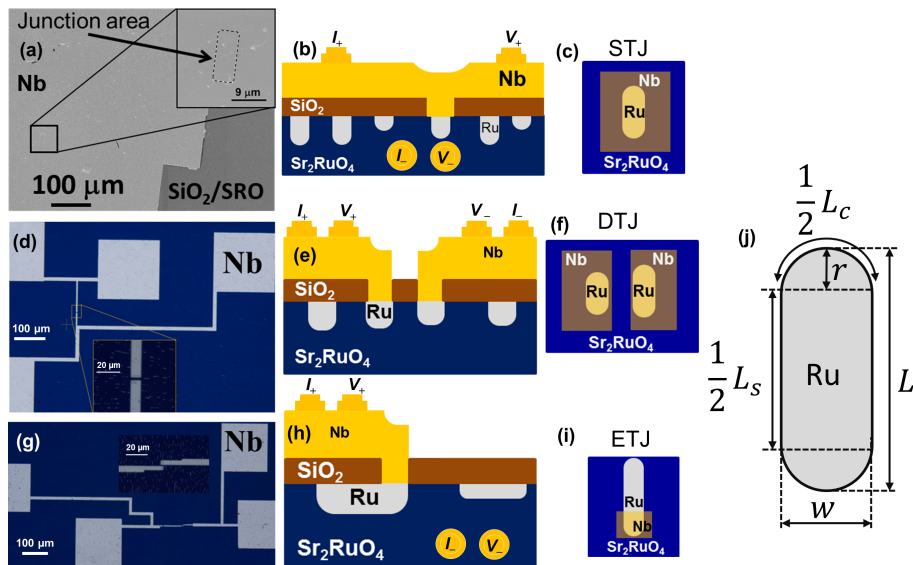 Junction area
(a)
Nb
9 μm
100 μm
SiO2/SRO
(b)
I+
V+
Nb
SiO2
Ru
Sr2RuO4
I−
V−
(c)
STJ
Nb
Ru
Sr2RuO4
(d)
Nb
100 μm
20 μm
(e)
I+
V+
V−
I−
Nb
SiO2
Ru
Sr2RuO4
(f)
DTJ
Nb
Nb
Ru
Ru
Sr2RuO4
(g)
20 μm
Nb
100 μm
(h)
I+
V+
Nb
SiO2
Ru
Sr2RuO4
I−
V−
(i)
ETJ
Ru
Nb
Sr2RuO4
(j)
1/2 Lc
r
1/2 Ls
Ru
L
w